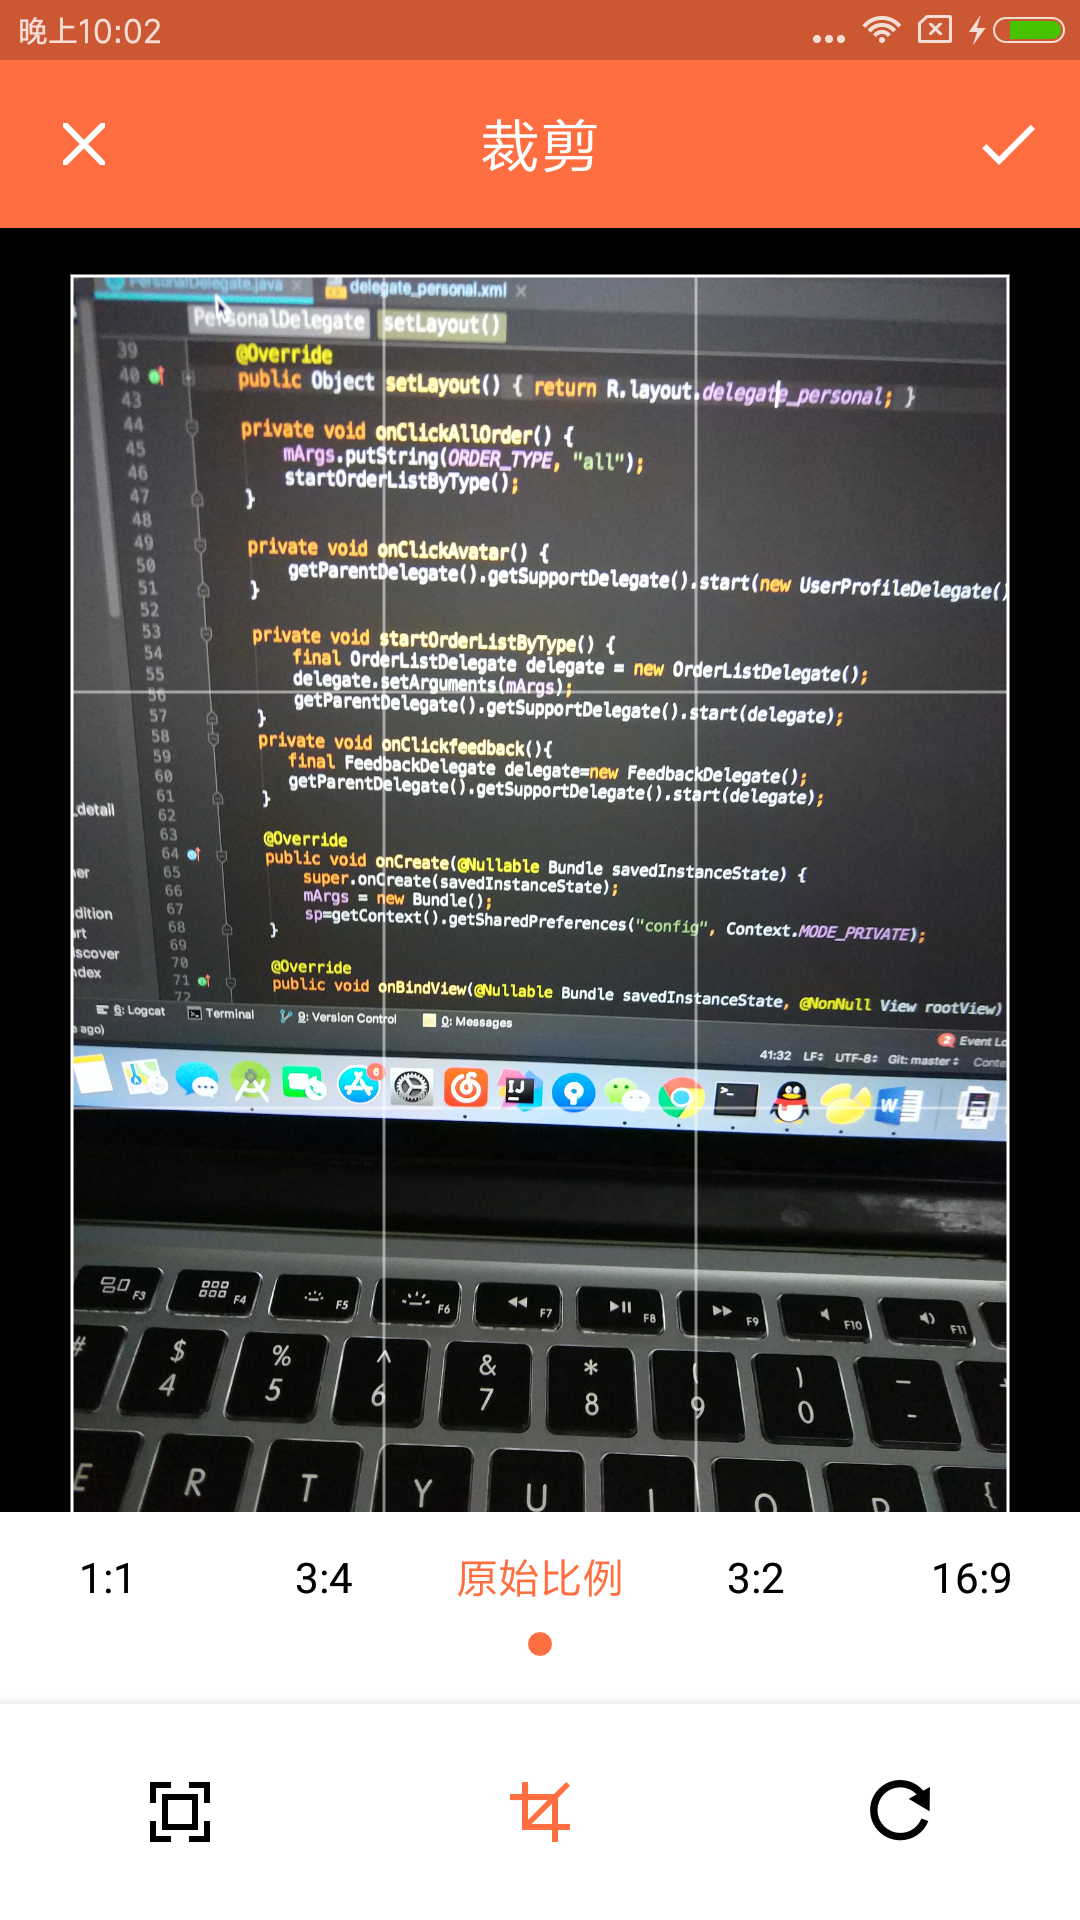 晚上10:02
裁剪
PersonalDelegate.java
delegate_personal.xml
PersonalDelegate setLayout()
39 @Override
40 public Object setLayout() { return R.layout.delegate_personal; }
43
44 private void onClickAllOrder() {
45 mArgs.putString(ORDER_TYPE, "all");
46 startOrderListByType();
47 }
48
49 private void onClickAvatar() {
50 getParentDelegate().getSupportDelegate().start(new UserProfileDelegate()
51 }
52
53 private void startOrderListByType() {
54 final OrderListDelegate delegate = new OrderListDelegate();
55 delegate.setArguments(mArgs);
56 getParentDelegate().getSupportDelegate().start(delegate);
57 }
58 private void onClickfeedback(){
59 final FeedbackDelegate delegate=new FeedbackDelegate();
60 getParentDelegate().getSupportDelegate().start(delegate);
61 }
62
63 @Override
64 public void onCreate(@Nullable Bundle savedInstanceState) {
65 super.onCreate(savedInstanceState);
66 mArgs = new Bundle();
67 sp=getContext().getSharedPreferences("config", Context.MODE_PRIVATE);
68 }
69
70 @Override
71 public void onBindView(@Nullable Bundle savedInstanceState, @NonNull View rootView)
72
_detail
ner
dition
rt
iscover
ndex
6: Logcat Terminal 9: Version Control 0: Messages
2 Event Lo
e ago)
41:32 LF÷ UTF-8÷ Git: master÷ Conte
6
IJ
W
F3 F4 F5 F6 F7 F8 F9 F10 F11
# $ % ^ & * ( ) _
4 5 6 7 8 9 0 -
E R T Y U I O P {
1:1 3:4 原始比例 3:2 16:9